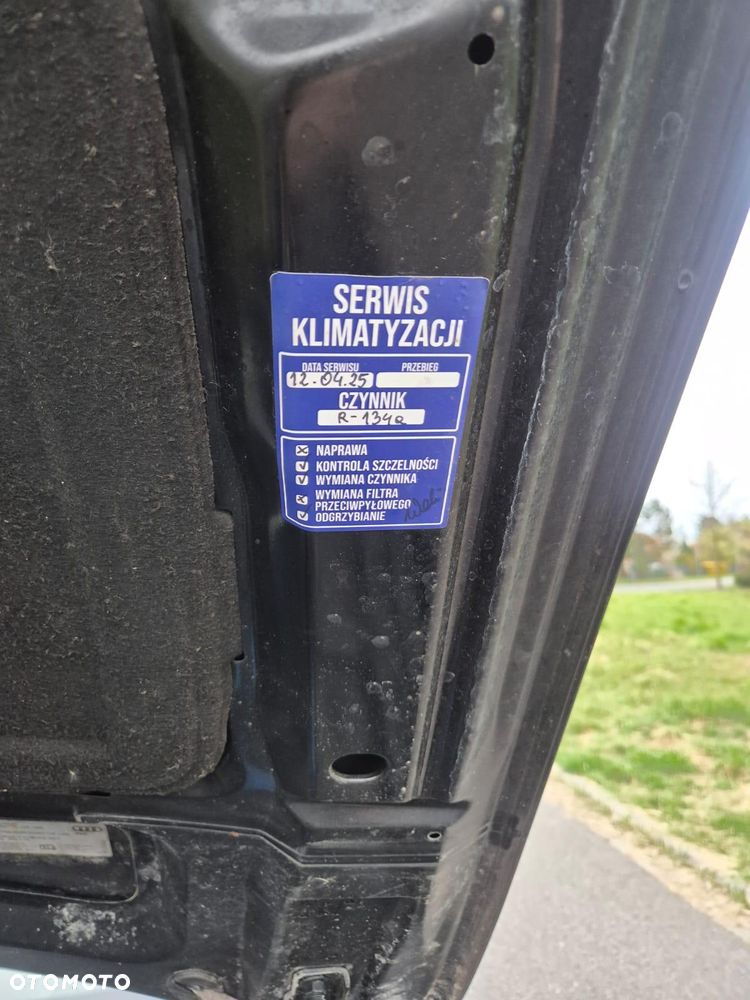 SERWIS
KLIMATYZACJI
DATA SERWISU PRZEBIEG
12.04.25
CZYNNIK
R-134a
NAPRAWA
KONTROLA SZCZELNOŚCI
WYMIANA CZYNNIKA
WYMIANA FILTRA
PRZECIWPYŁOWEGO
ODGRZYBIANIE
OTOMOTO